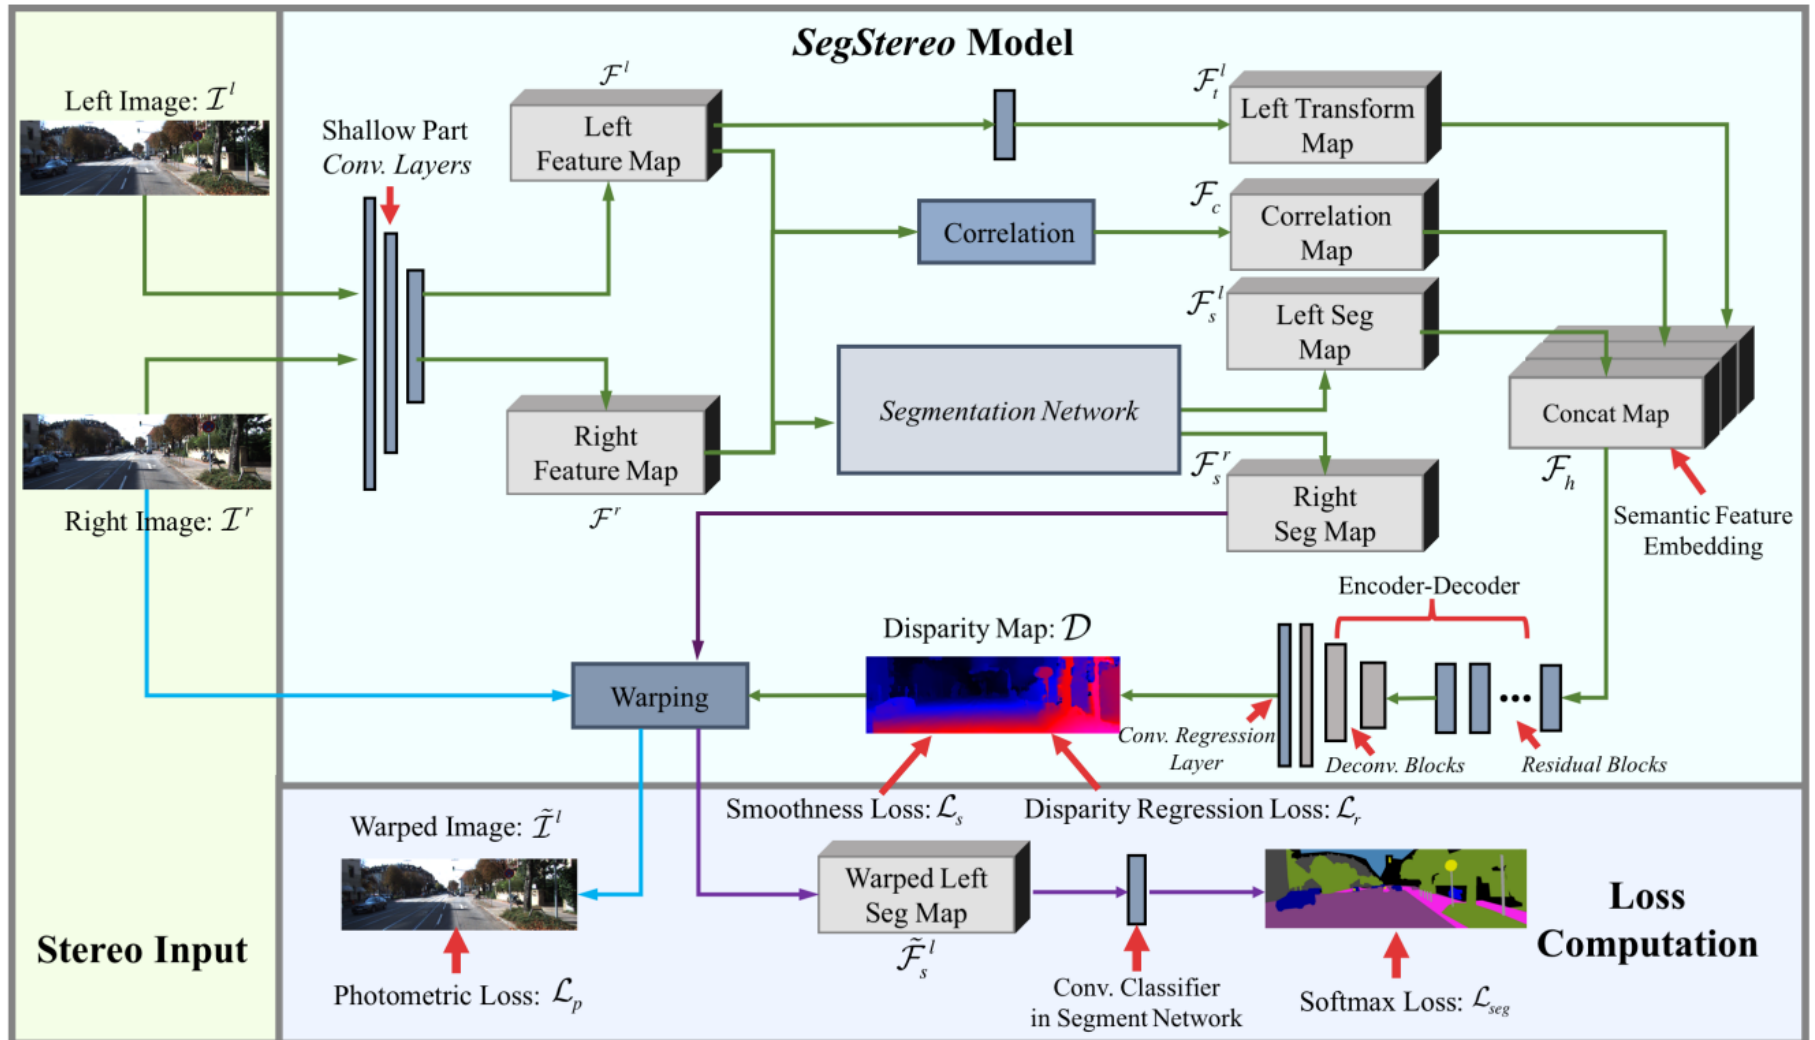 SegStereo Model
Left Image: 𝓘ˡ
Shallow Part
Conv. Layers
𝓕ˡ
Left
Feature Map
𝓕ₜˡ
Left Transform
Map
Correlation
𝓕_c
Correlation
Map
𝓕ₛˡ
Left Seg
Map
Segmentation Network
Concat Map
𝓕ₕ
Right
Feature Map
𝓕ʳ
𝓕ₛʳ
Right
Seg Map
Right Image: 𝓘ʳ
Semantic Feature
Embedding
Encoder-Decoder
Disparity Map: 𝓓
Warping
Conv. Regression
Layer
Deconv. Blocks
Residual Blocks
Smoothness Loss: 𝓛ₛ
Disparity Regression Loss: 𝓛ᵣ
Warped Image: 𝓘̃ˡ
Warped Left
Seg Map
𝓕̃ₛˡ
Photometric Loss: 𝓛ₚ
Conv. Classifier
in Segment Network
Softmax Loss: 𝓛_seg
Loss
Computation
Stereo Input